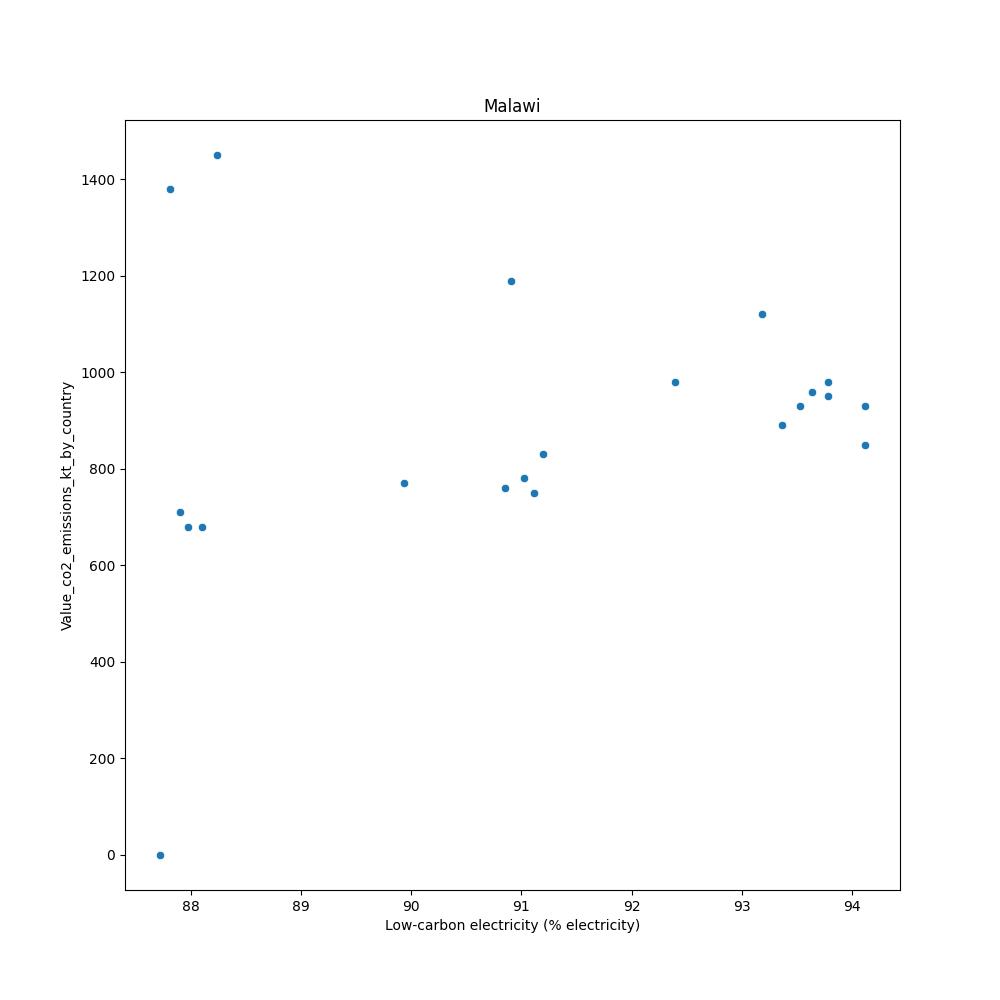 Malawi
1400
1200
1000
800
600
400
200
0
Value_co2_emissions_kt_by_country
88 89 90 91 92 93 94
Low-carbon electricity (% electricity)